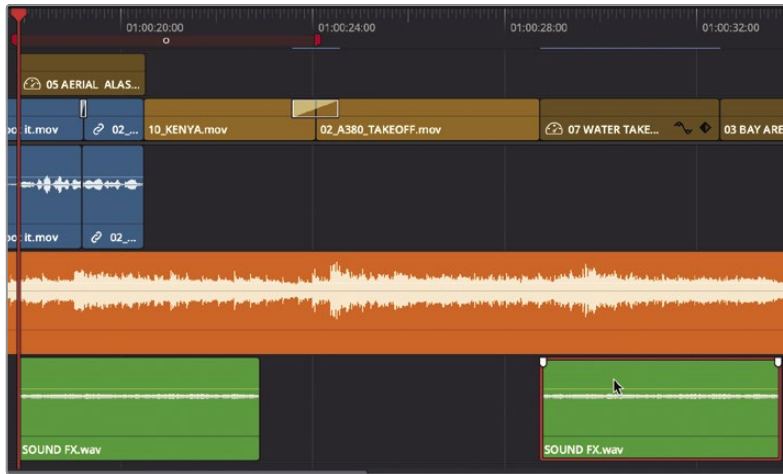 01:00:20:00 01:00:24:00 01:00:28:00 01:00:32:00
05 AERIAL ALAS...
it.mov 02_... 10_KENYA.mov 02_A380_TAKEOFF.mov 07 WATER TAKE... 03 BAY ARE
it.mov 02_...
SOUND FX.wav SOUND FX.wav